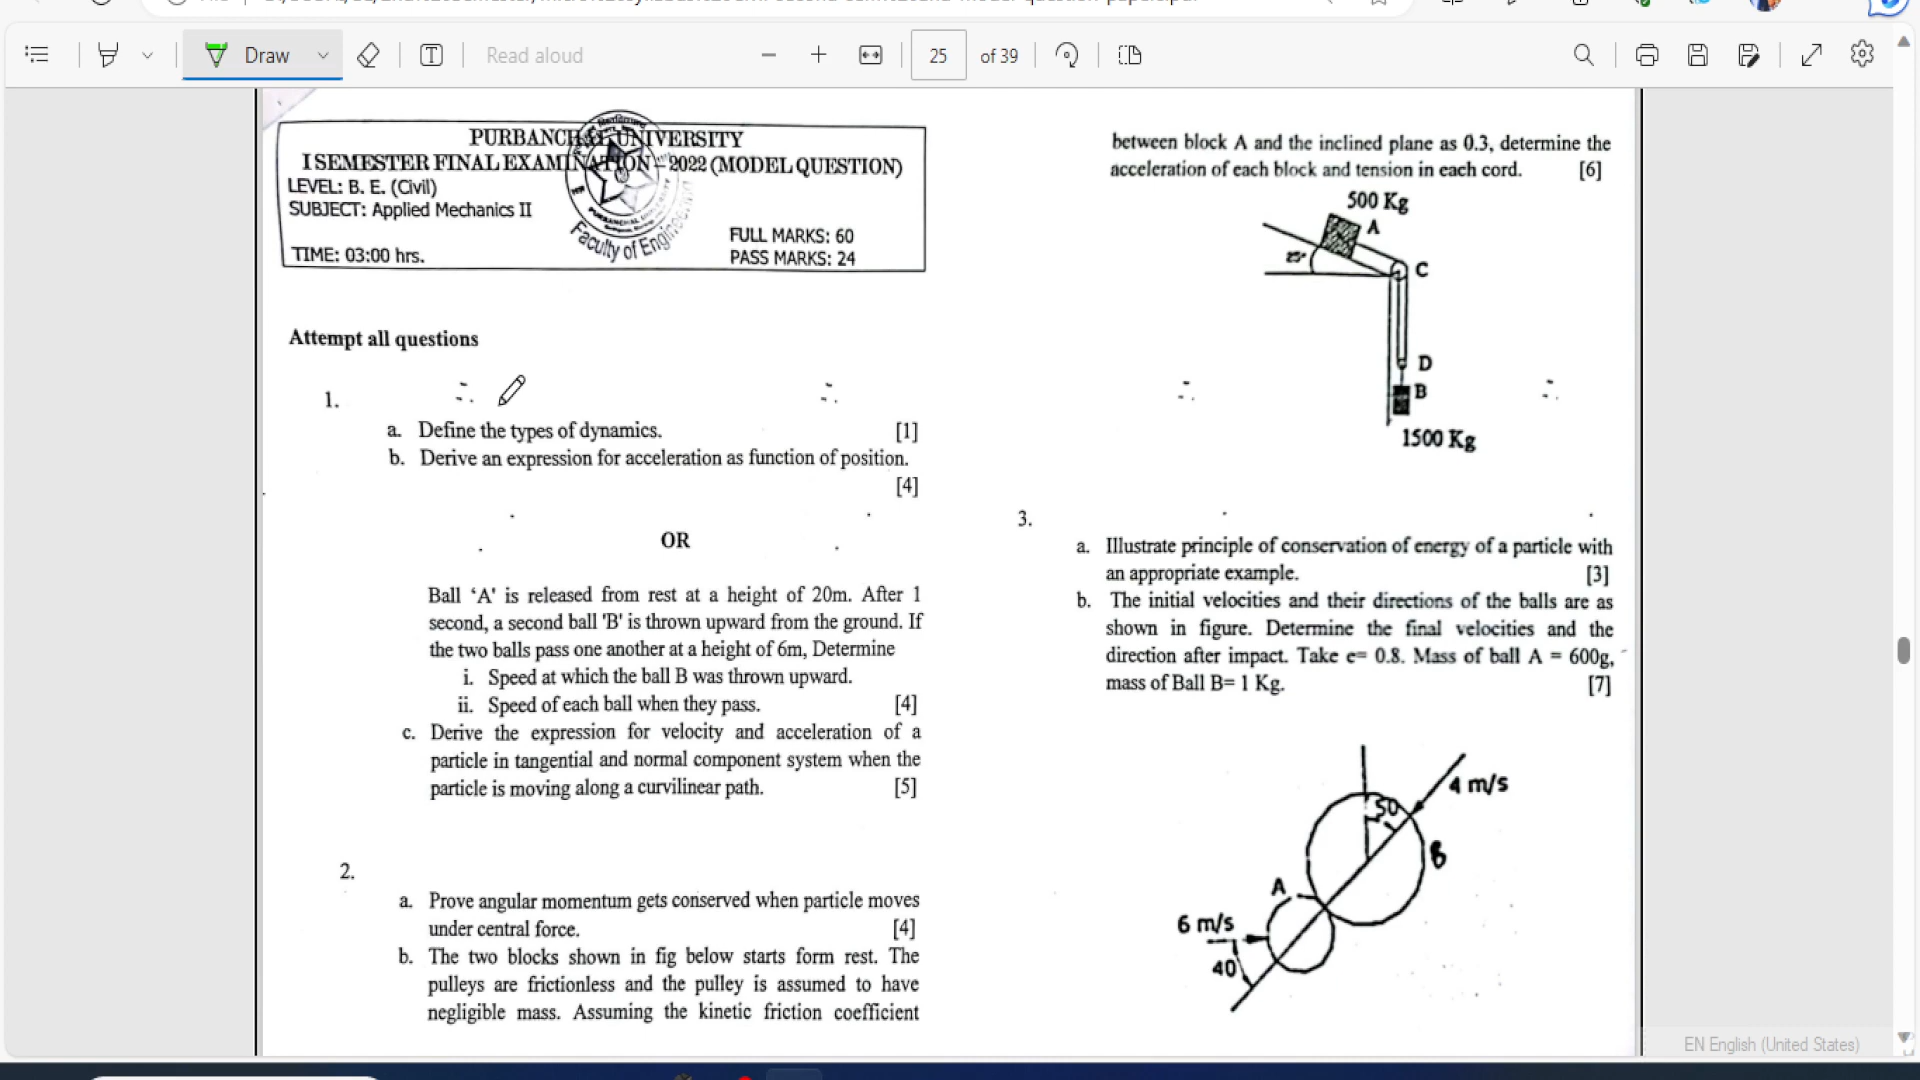 Draw
Read aloud
25
of 39
PURBANCHAL UNIVERSITY
I SEMESTER FINAL EXAMINATION – 2022 (MODEL QUESTION)
LEVEL: B. E. (Civil)
SUBJECT: Applied Mechanics II
Faculty of Engineering
FULL MARKS: 60
TIME: 03:00 hrs.
PASS MARKS: 24
Attempt all questions
1.
a. Define the types of dynamics. [1]
b. Derive an expression for acceleration as function of position.
[4]
OR
Ball ‘A' is released from rest at a height of 20m. After 1
second, a second ball 'B' is thrown upward from the ground. If
the two balls pass one another at a height of 6m, Determine
i. Speed at which the ball B was thrown upward.
ii. Speed of each ball when they pass. [4]
c. Derive the expression for velocity and acceleration of a
particle in tangential and normal component system when the
particle is moving along a curvilinear path. [5]
2.
a. Prove angular momentum gets conserved when particle moves
under central force. [4]
b. The two blocks shown in fig below starts form rest. The
pulleys are frictionless and the pulley is assumed to have
negligible mass. Assuming the kinetic friction coefficient
between block A and the inclined plane as 0.3, determine the
acceleration of each block and tension in each cord. [6]
500 Kg
A
25°
C
D
B
1500 Kg
3.
a. Illustrate principle of conservation of energy of a particle with
an appropriate example. [3]
b. The initial velocities and their directions of the balls are as
shown in figure. Determine the final velocities and the
direction after impact. Take e= 0.8. Mass of ball A = 600g,
mass of Ball B= 1 Kg. [7]
4 m/s
50
B
A
6 m/s
40
EN English (United States)